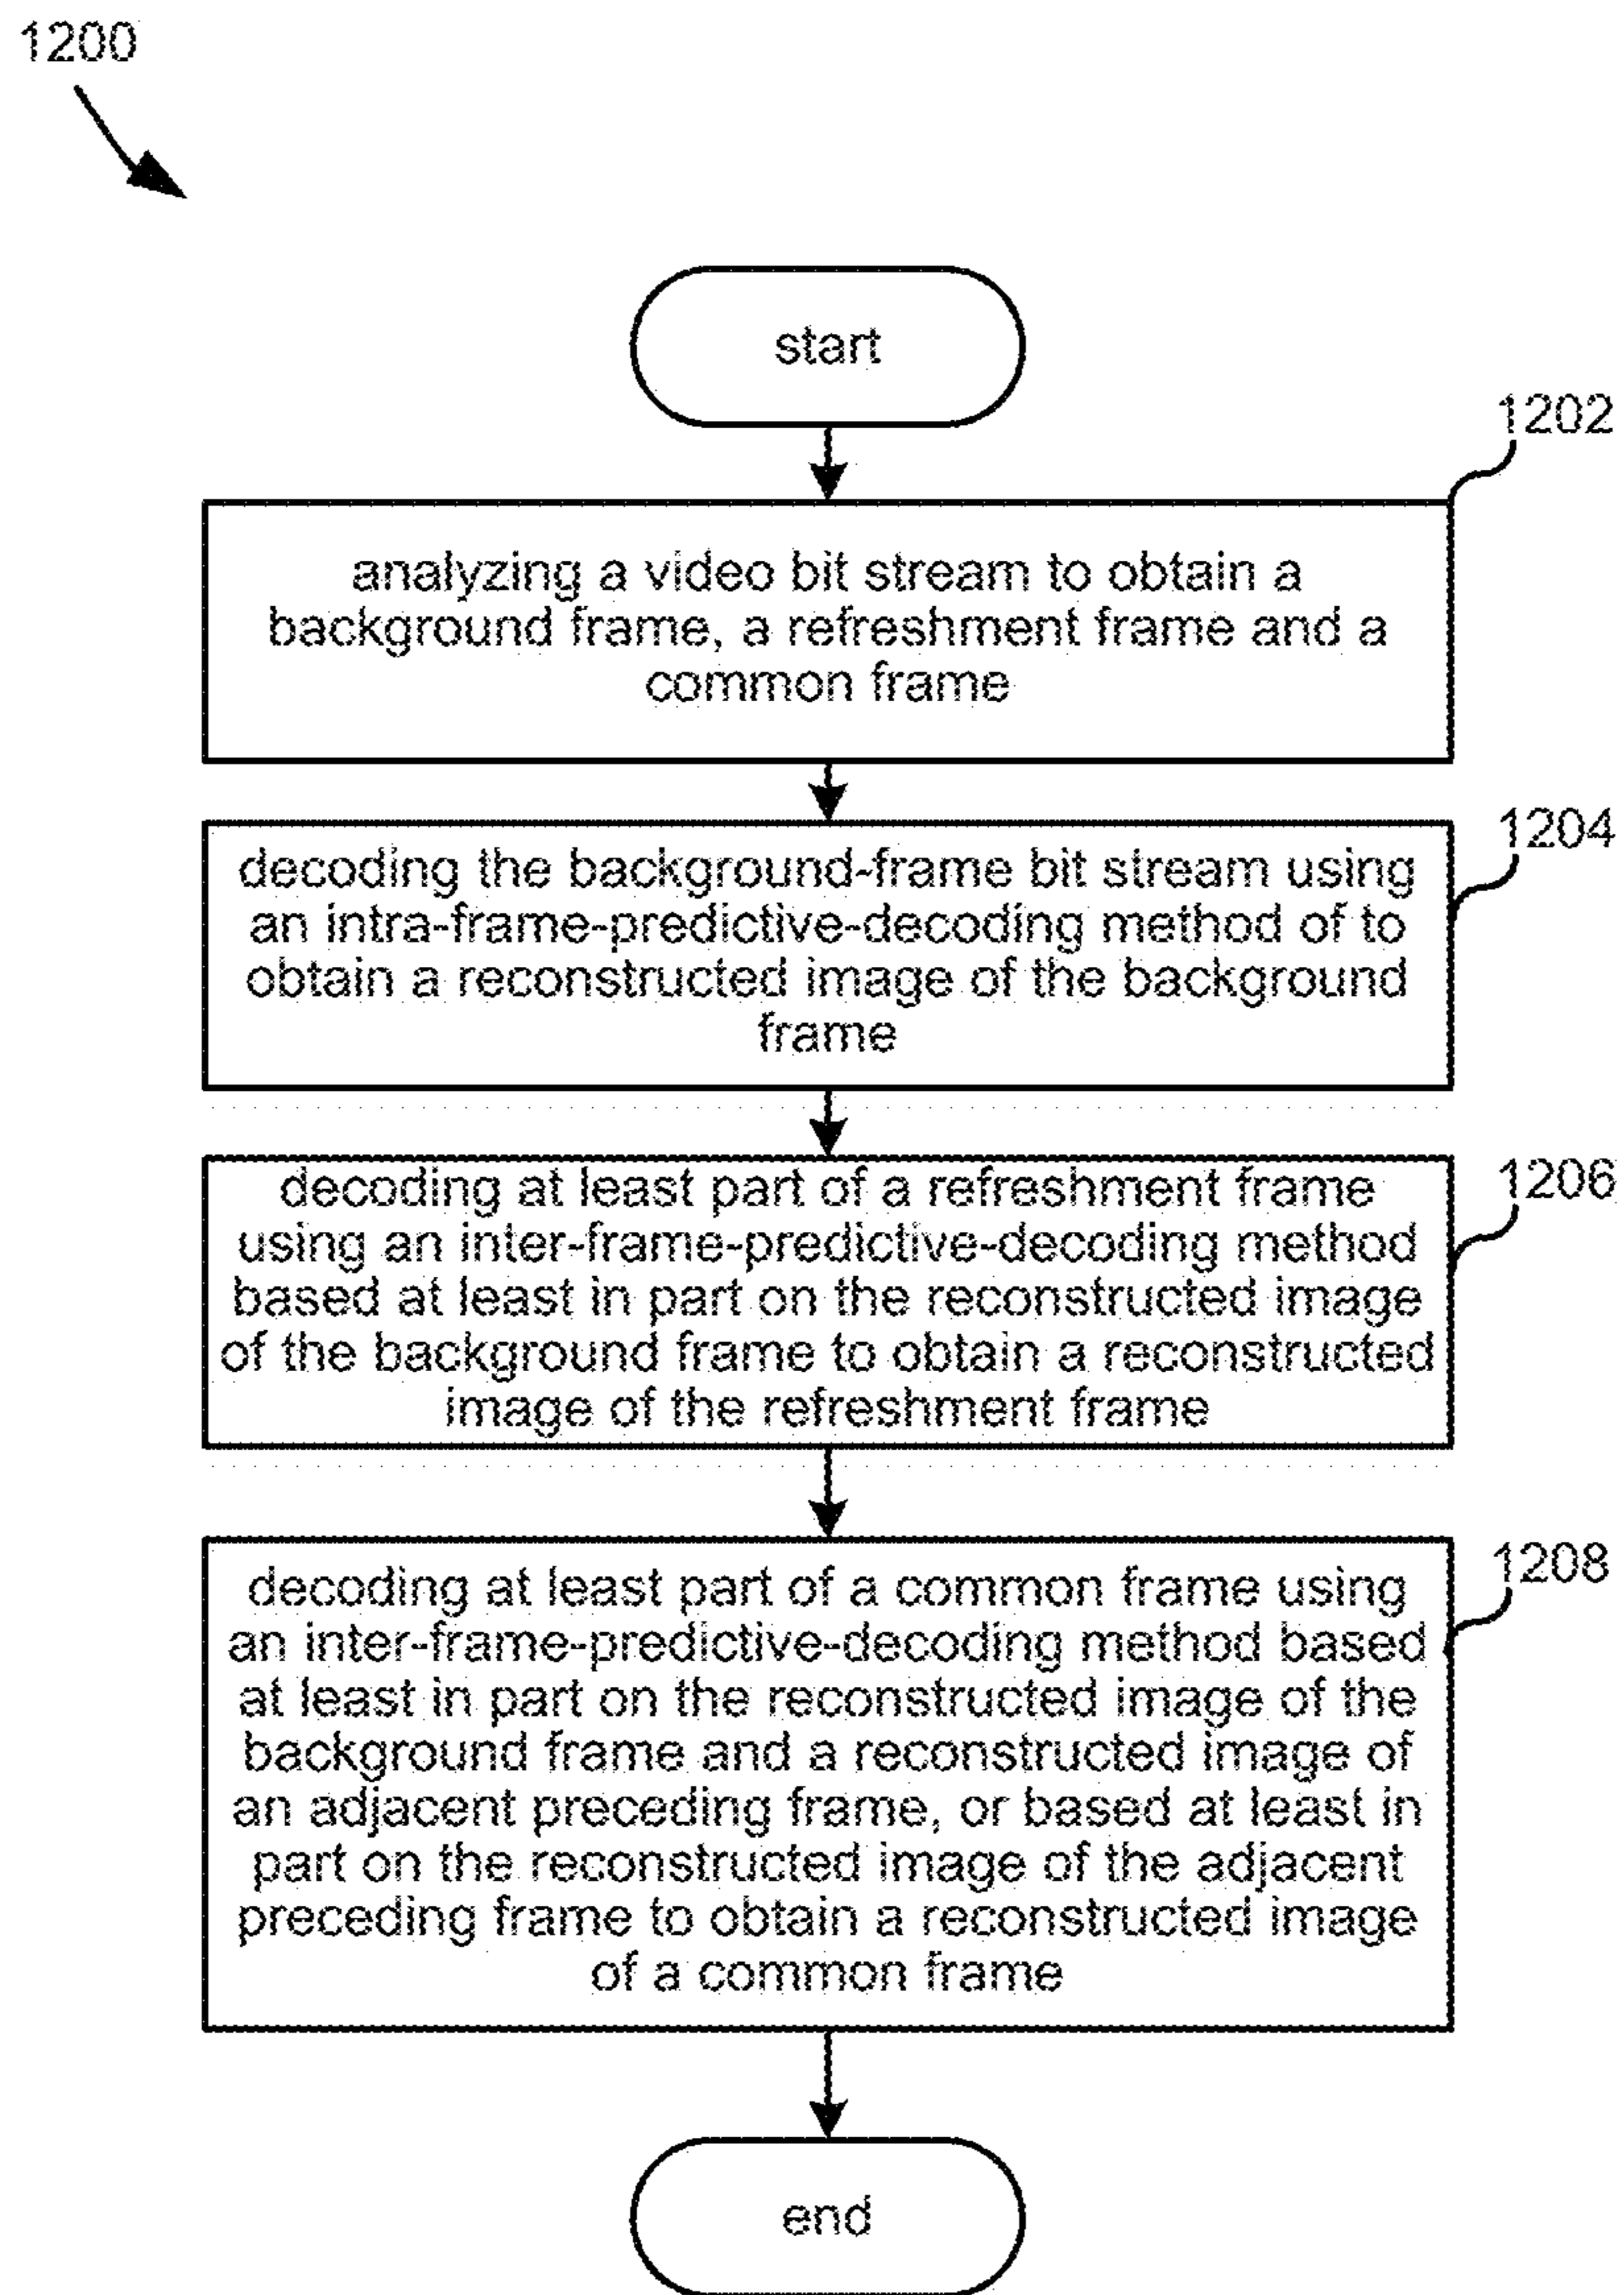 1200
start
1202
analyzing a video bit stream to obtain a
background frame, a refreshment frame and a
common frame
1204
decoding the background-frame bit stream using
an intra-frame-predictive-decoding method of to
obtain a reconstructed image of the background
frame
1206
decoding at least part of a refreshment frame
using an inter-frame-predictive-decoding method
based at least in part on the reconstructed image
of the background frame to obtain a reconstructed
image of the refreshment frame
1208
decoding at least part of a common frame using
an inter-frame-predictive-decoding method based
at least in part on the reconstructed image of the
background frame and a reconstructed image of
an adjacent preceding frame, or based at least in
part on the reconstructed image of the adjacent
preceding frame to obtain a reconstructed image
of a common frame
end